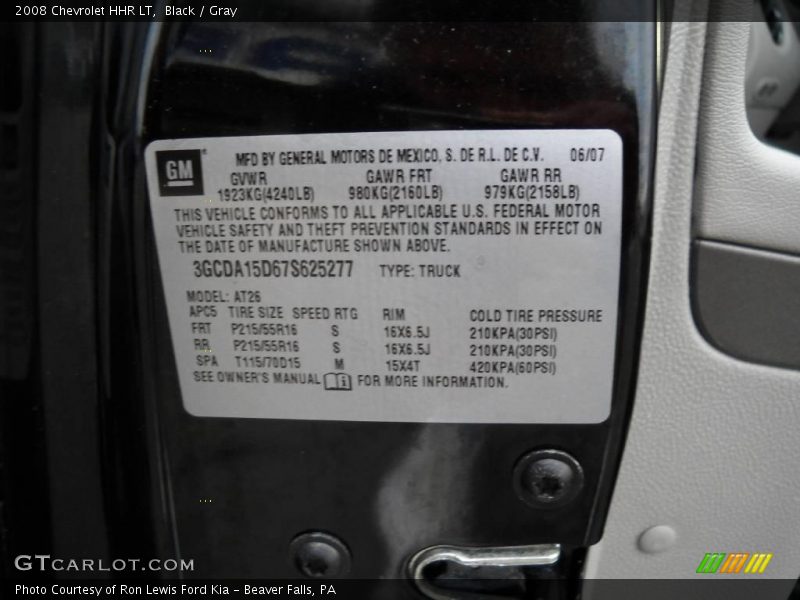 2008 Chevrolet HHR LT,  Black / Gray
GM
MFD BY GENERAL MOTORS DE MEXICO, S. DE R.L. DE C.V.   06/07
GVWR   GAWR FRT   GAWR RR
1923KG(4240LB)   980KG(2160LB)   979KG(2158LB)
THIS VEHICLE CONFORMS TO ALL APPLICABLE U.S. FEDERAL MOTOR
VEHICLE SAFETY AND THEFT PREVENTION STANDARDS IN EFFECT ON
THE DATE OF MANUFACTURE SHOWN ABOVE.
3GCDA15D67S625277   TYPE: TRUCK
MODEL: AT26
APC5   TIRE SIZE   SPEED RTG   RIM   COLD TIRE PRESSURE
FRT   P215/55R16   S   16X6.5J   210KPA(30PSI)
RR   P215/55R16   S   16X6.5J   210KPA(30PSI)
SPA   T115/70D15   M   15X4T   420KPA(60PSI)
SEE OWNER'S MANUAL   FOR MORE INFORMATION.
GTCARLOT.COM
Photo Courtesy of Ron Lewis Ford Kia – Beaver Falls, PA